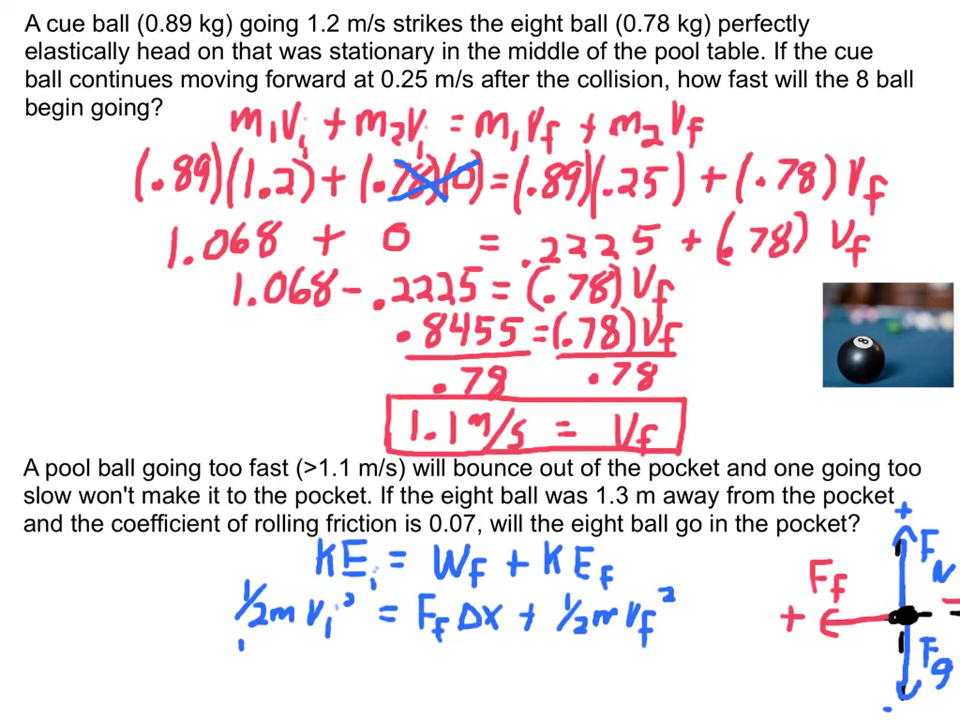 A cue ball (0.89 kg) going 1.2 m/s strikes the eight ball (0.78 kg) perfectly
elastically head on that was stationary in the middle of the pool table. If the cue
ball continues moving forward at 0.25 m/s after the collision, how fast will the 8 ball
begin going?
m₁Vᵢ + m₂Vᵢ = m₁Vf + m₂Vf
(.89)(1.2) + (.78)(0) = (.89)(.25) + (.78) Vf
1.068 + 0 = .2225 + (.78) Vf
1.068 - .2225 = (.78) Vf
.8455 = (.78) Vf
.78 .78
1.1 m/s = Vf
8
A pool ball going too fast (>1.1 m/s) will bounce out of the pocket and one going too
slow won't make it to the pocket. If the eight ball was 1.3 m away from the pocket
and the coefficient of rolling friction is 0.07, will the eight ball go in the pocket?
KEᵢ = Wf + KEf
½mVᵢ² = Ff Δx + ½mVf²
+
FN
Ff
+
-
Fg
-